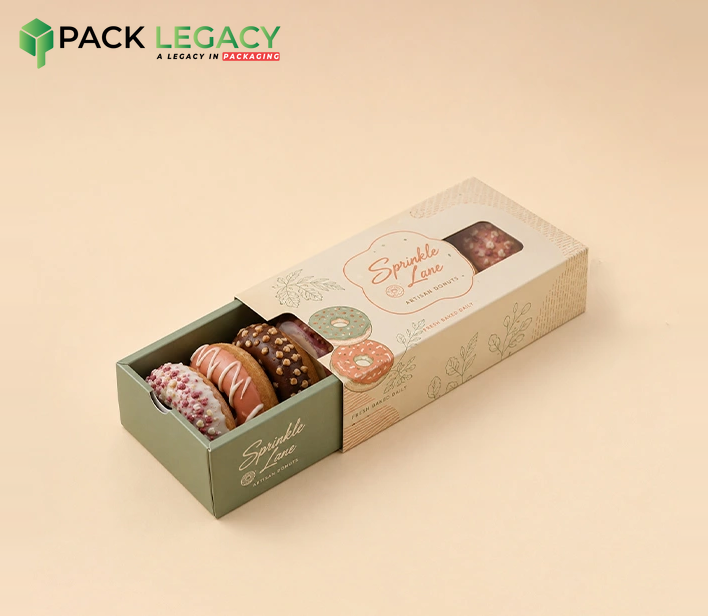 PACK LEGACY
A LEGACY IN PACKAGING
Sprinkle
Lane
ARTISAN DONUTS
FRESH BAKED DAILY
FRESH BAKED DAILY
Sprinkle
Lane
ARTISAN DONUTS